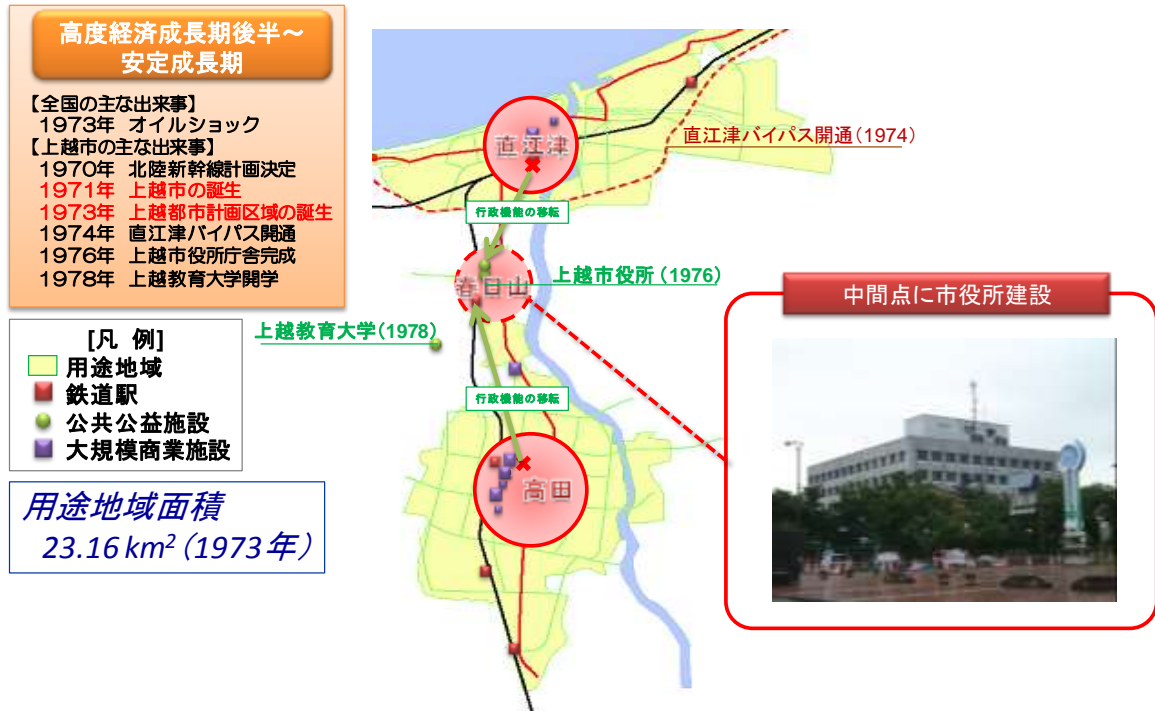 高度経済成長期後半～
安定成長期
【全国の主な出来事】
1973年 オイルショック
【上越市の主な出来事】
1970年 北陸新幹線計画決定
1971年 上越市の誕生
1973年 上越都市計画区域の誕生
1974年 直江津バイパス開通
1976年 上越市役所庁舎完成
1978年 上越教育大学開学
[凡 例]
用途地域
鉄道駅
公共公益施設
大規模商業施設
用途地域面積
23.16 km²（1973年）
直江津
直江津バイパス開通（1974）
行政機能の移転
春日山
上越市役所（1976）
上越教育大学（1978）
行政機能の移転
高田
中間点に市役所建設